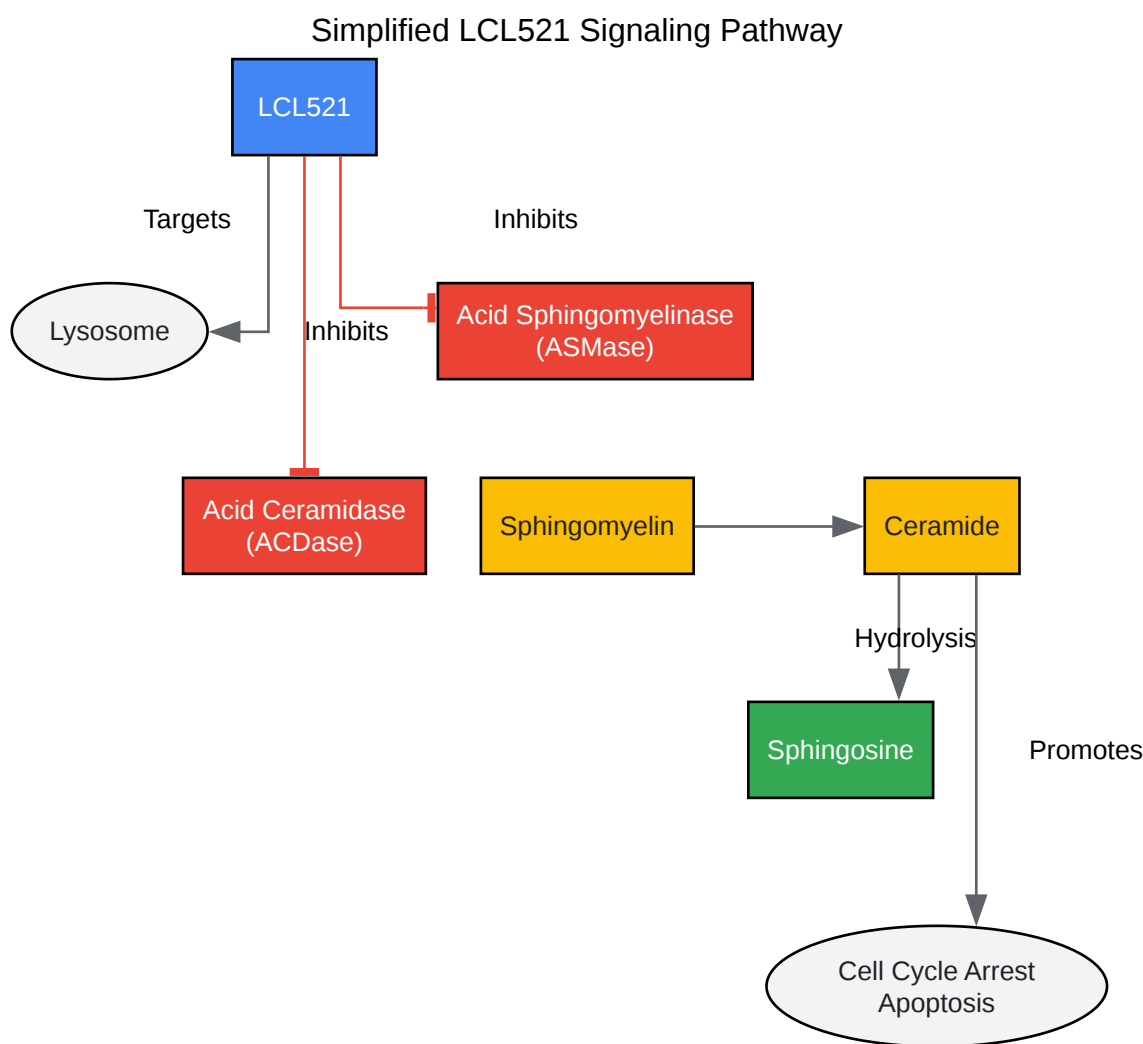 Simplified LCL521 Signaling Pathway
LCL521
Targets
Inhibits
Lysosome
Inhibits
Acid Sphingomyelinase
(ASMase)
Acid Ceramidase
(ACDase)
Sphingomyelin
Ceramide
Hydrolysis
Sphingosine
Promotes
Cell Cycle Arrest
Apoptosis